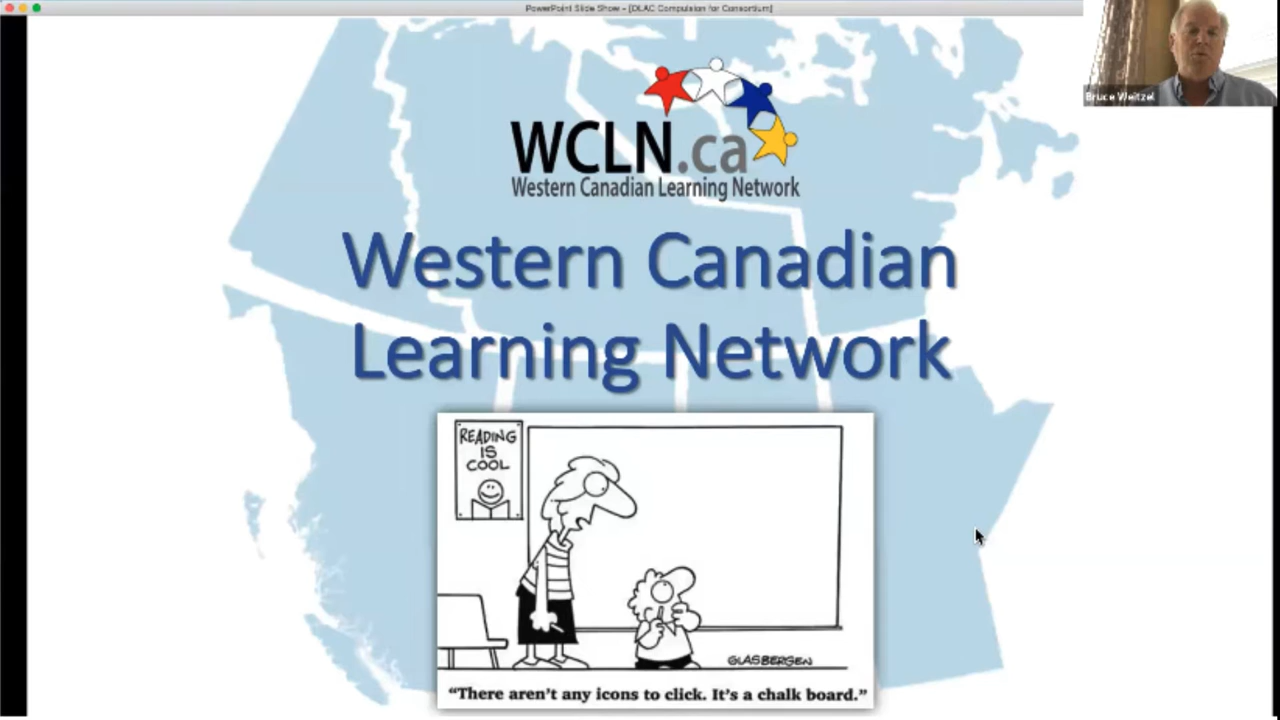 PowerPoint Slide Show - [DLAC Compulsion for Consortium]
Bruce Weitzel
WCLN.ca
Western Canadian Learning Network
Western Canadian
Learning Network
READING
IS
COOL
GLASBERGEN
“There aren’t any icons to click. It’s a chalk board.”